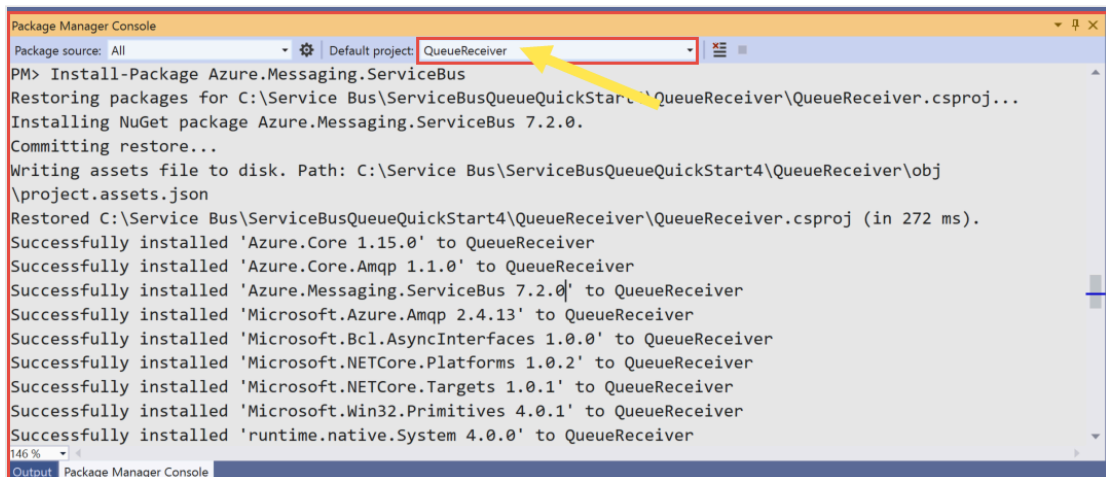 Package Manager Console
Package source: All Default project: QueueReceiver
PM> Install-Package Azure.Messaging.ServiceBus
Restoring packages for C:\Service Bus\ServiceBusQueueQuickStart4\QueueReceiver\QueueReceiver.csproj...
Installing NuGet package Azure.Messaging.ServiceBus 7.2.0.
Committing restore...
Writing assets file to disk. Path: C:\Service Bus\ServiceBusQueueQuickStart4\QueueReceiver\obj
\project.assets.json
Restored C:\Service Bus\ServiceBusQueueQuickStart4\QueueReceiver\QueueReceiver.csproj (in 272 ms).
Successfully installed 'Azure.Core 1.15.0' to QueueReceiver
Successfully installed 'Azure.Core.Amqp 1.1.0' to QueueReceiver
Successfully installed 'Azure.Messaging.ServiceBus 7.2.0' to QueueReceiver
Successfully installed 'Microsoft.Azure.Amqp 2.4.13' to QueueReceiver
Successfully installed 'Microsoft.Bcl.AsyncInterfaces 1.0.0' to QueueReceiver
Successfully installed 'Microsoft.NETCore.Platforms 1.0.2' to QueueReceiver
Successfully installed 'Microsoft.NETCore.Targets 1.0.1' to QueueReceiver
Successfully installed 'Microsoft.Win32.Primitives 4.0.1' to QueueReceiver
Successfully installed 'runtime.native.System 4.0.0' to QueueReceiver
146 %
Output Package Manager Console